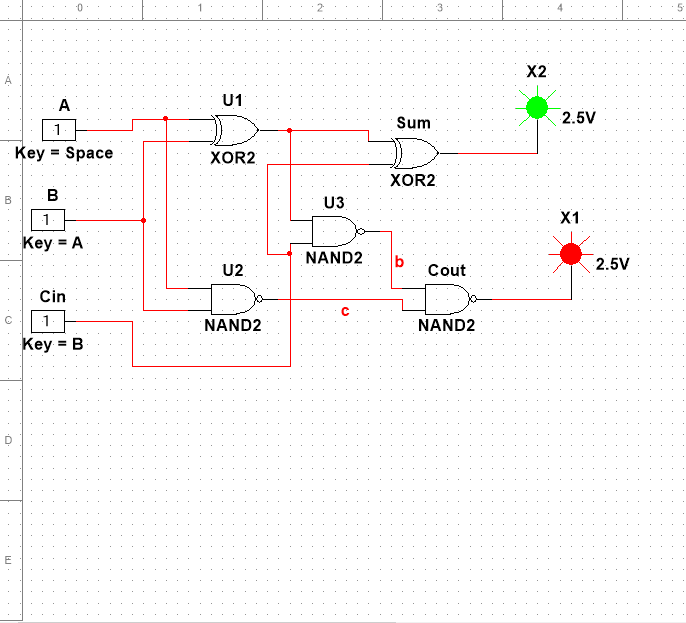 0 1 2 3 4 5
A
B
C
D
E
X2
2.5V
A
1
Key = Space
U1
XOR2
Sum
XOR2
B
1
Key = A
U3
NAND2
b
X1
2.5V
Cin
1
Key = B
U2
NAND2
c
Cout
NAND2